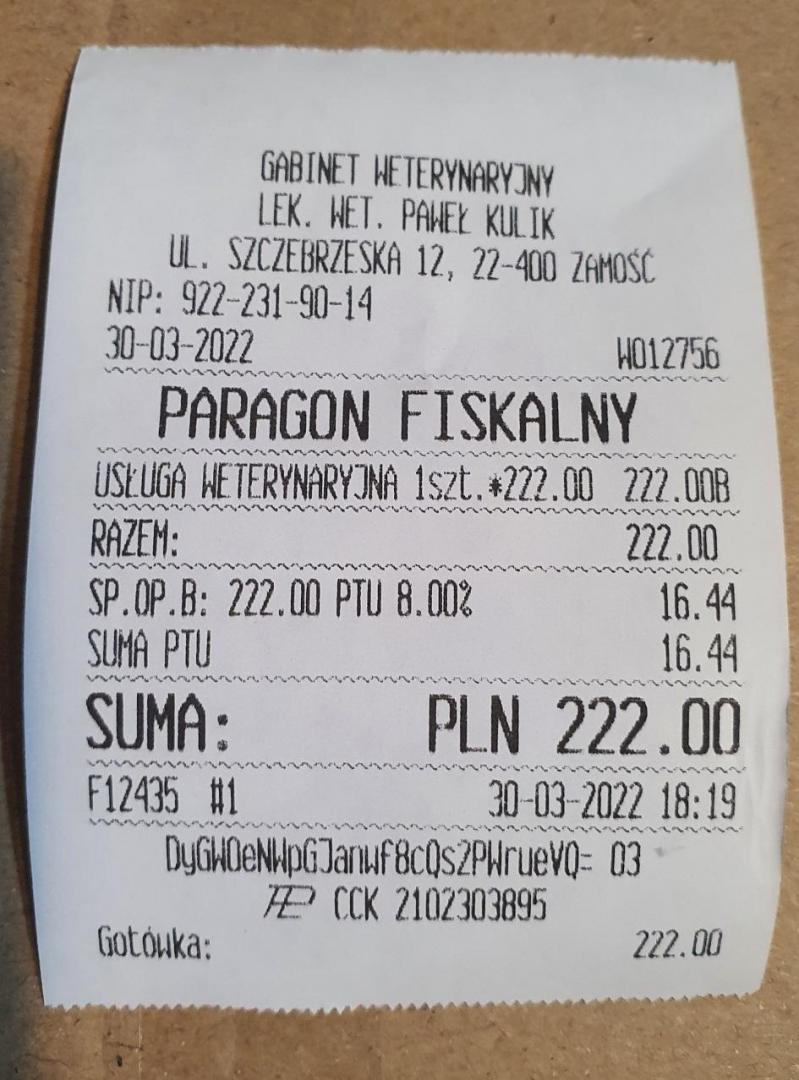 GABINET WETERYNARYJNY
LEK. WET. PAWEŁ KULIK
UL. SZCZEBRZESKA 12, 22-400 ZAMOŚĆ
NIP: 922-231-90-14
30-03-2022 W012756
PARAGON FISKALNY
USŁUGA WETERYNARYJNA 1szt.*222.00 222.00B
RAZEM: 222.00
SP.OP.B: 222.00 PTU 8.00% 16.44
SUMA PTU 16.44
SUMA: PLN 222.00
F12435 #1 30-03-2022 18:19
CCK 2102303895
Gotówka: 222.00